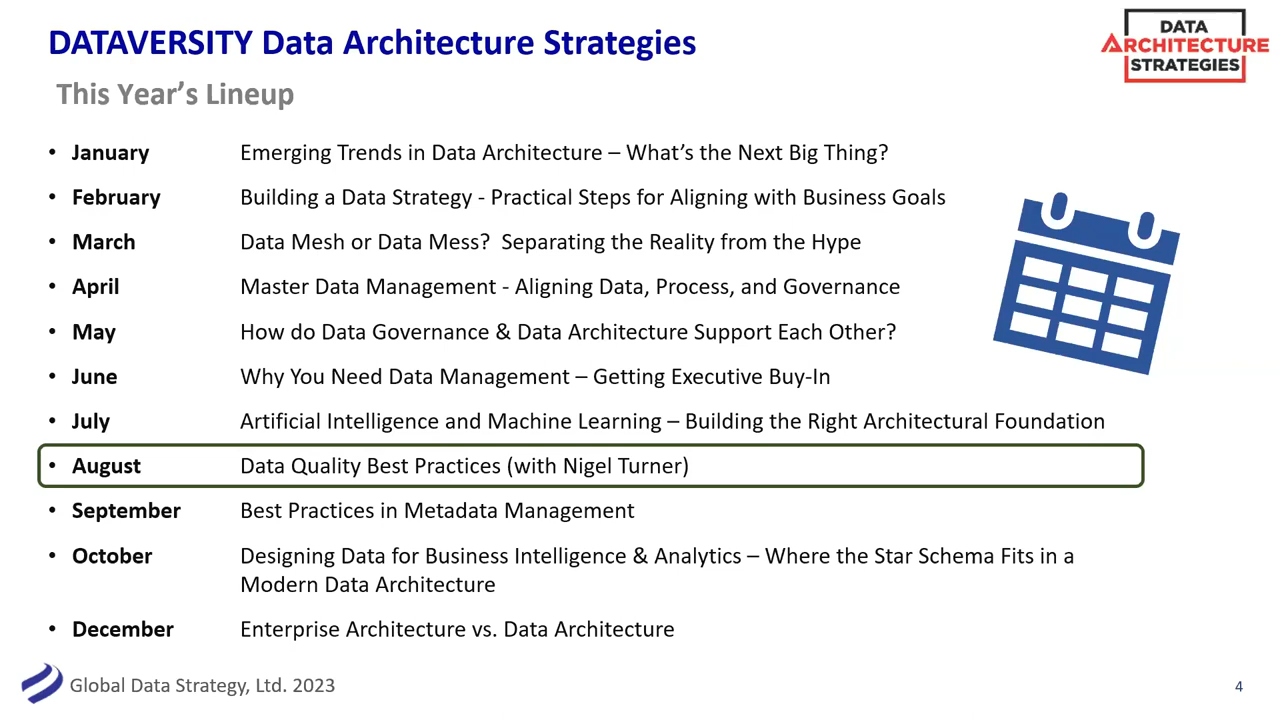 DATAVERSITY Data Architecture Strategies
DATA
ARCHITECTURE
STRATEGIES
This Year's Lineup
• January Emerging Trends in Data Architecture – What's the Next Big Thing?
• February Building a Data Strategy - Practical Steps for Aligning with Business Goals
• March Data Mesh or Data Mess?  Separating the Reality from the Hype
• April Master Data Management - Aligning Data, Process, and Governance
• May How do Data Governance & Data Architecture Support Each Other?
• June Why You Need Data Management – Getting Executive Buy-In
• July Artificial Intelligence and Machine Learning – Building the Right Architectural Foundation
• August Data Quality Best Practices (with Nigel Turner)
• September Best Practices in Metadata Management
• October Designing Data for Business Intelligence & Analytics – Where the Star Schema Fits in a
Modern Data Architecture
• December Enterprise Architecture vs. Data Architecture
Global Data Strategy, Ltd. 2023
4